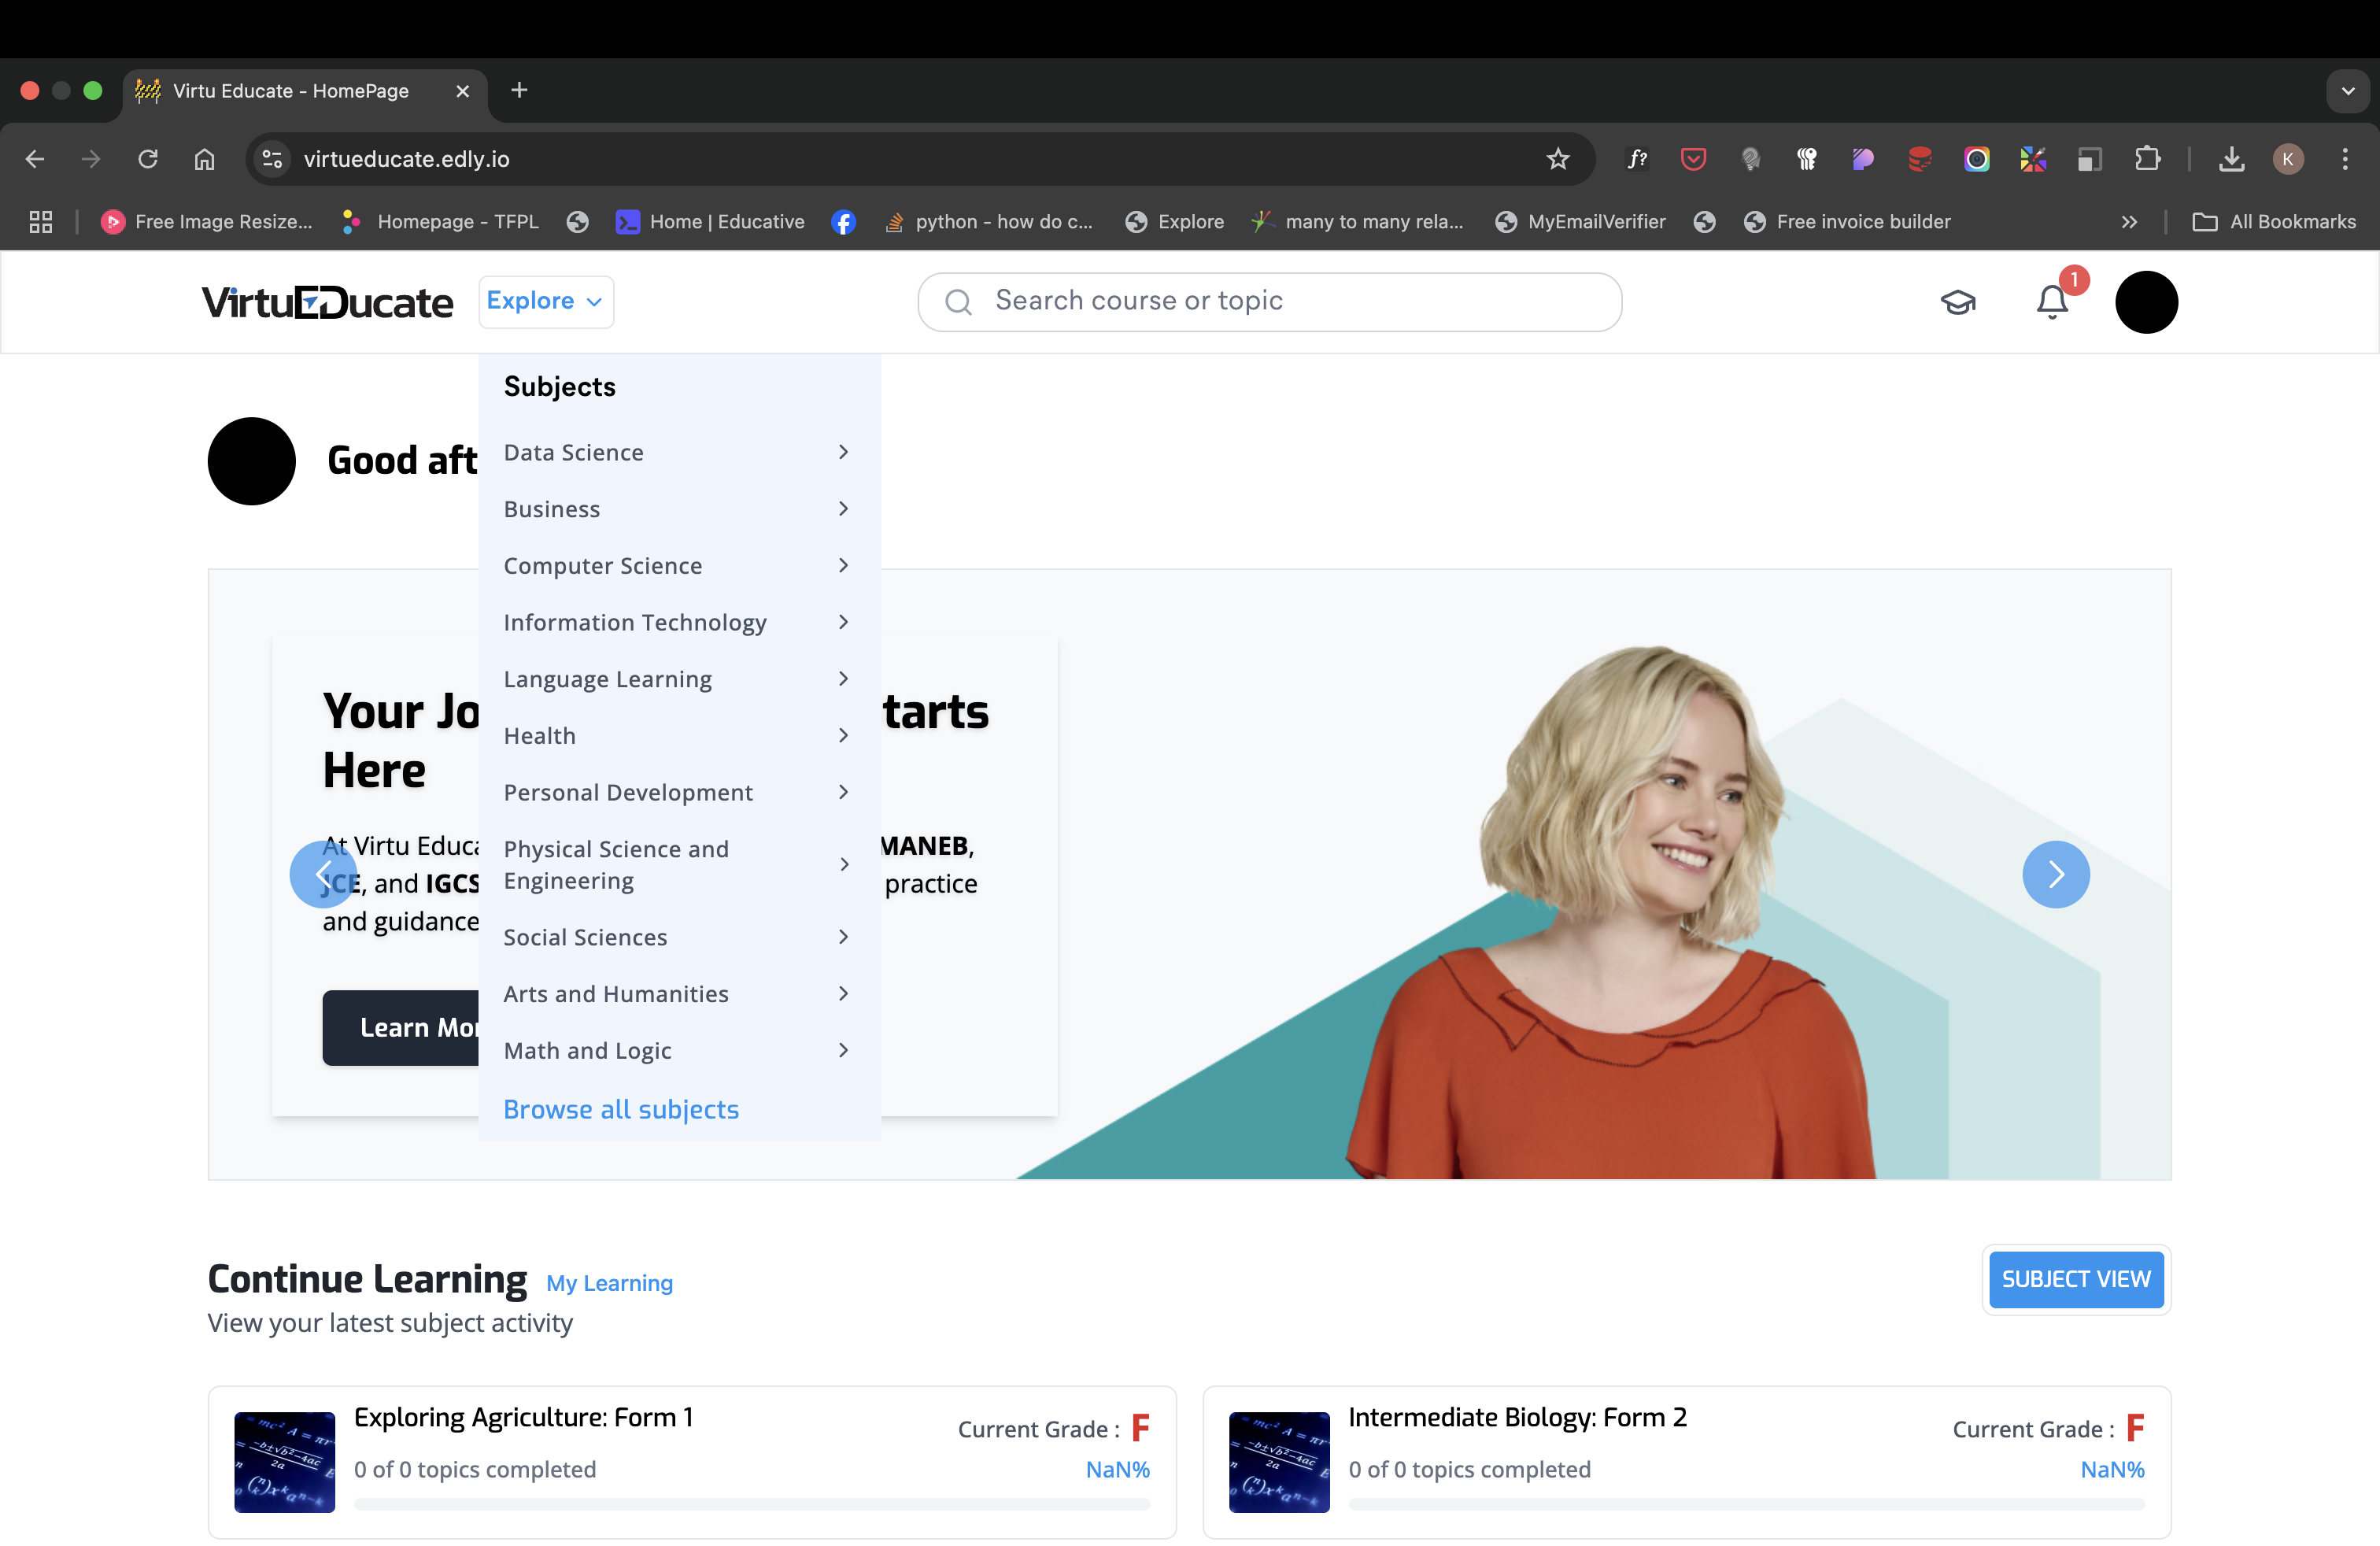 Virtu Educate - HomePage
virtueducate.edly.io
f?
K
Free Image Resize...
Homepage - TFPL
Home | Educative
python - how do c...
Explore
many to many rela...
MyEmailVerifier
Free invoice builder
All Bookmarks
VirtuEDucate
Explore
Search course or topic
1
Subjects
Data Science
Business
Computer Science
Information Technology
Language Learning
Health
Personal Development
Physical Science and
Engineering
Social Sciences
Arts and Humanities
Math and Logic
Browse all subjects
Good aft
Your Jo
tarts
Here
At Virtu Educa
MANEB,
JCE, and IGCS
practice
and guidance
Learn Mor
Continue Learning
My Learning
SUBJECT VIEW
View your latest subject activity
Exploring Agriculture: Form 1
Current Grade : F
0 of 0 topics completed
NaN%
Intermediate Biology: Form 2
Current Grade : F
0 of 0 topics completed
NaN%